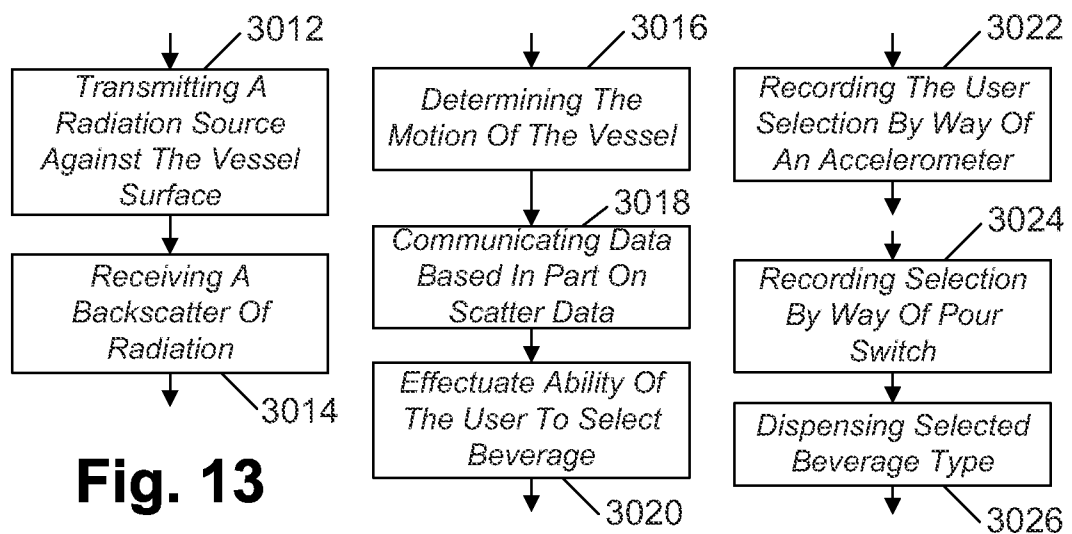 3012
Transmitting A
Radiation Source
Against The Vessel
Surface
Receiving A
Backscatter Of
Radiation
3014
Fig. 13
3016
Determining The
Motion Of The Vessel
3018
Communicating Data
Based In Part On
Scatter Data
Effectuate Ability Of
The User To Select
Beverage
3020
3022
Recording The User
Selection By Way Of
An Accelerometer
3024
Recording Selection
By Way Of Pour
Switch
Dispensing Selected
Beverage Type
3026